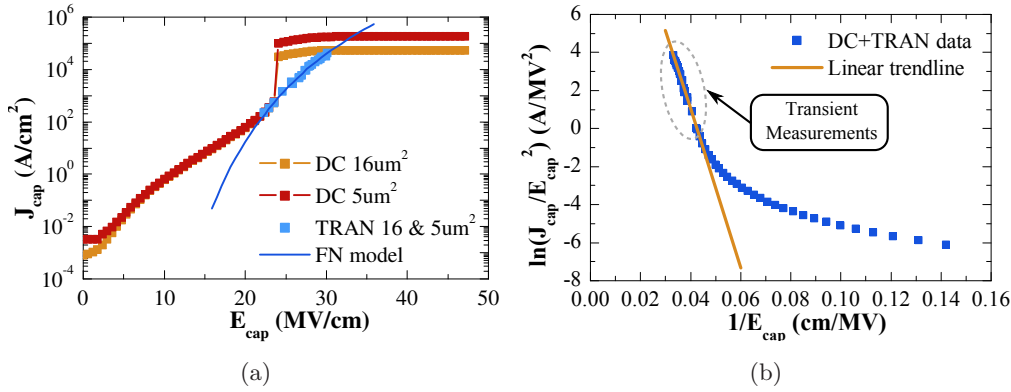 10^6
10^4
10^2
10^0
10^-2
10^-4
J_cap (A/cm^2)
DC 16um^2
DC 5um^2
TRAN 16 & 5um^2
FN model
0 10 20 30 40 50
E_cap (MV/cm)
(a)
6
4
2
0
-2
-4
-6
-8
ln(J_cap/E_cap^2) (A/MV^2)
DC+TRAN data
Linear trendline
Transient
Measurements
0.00 0.02 0.04 0.06 0.08 0.10 0.12 0.14 0.16
1/E_cap (cm/MV)
(b)